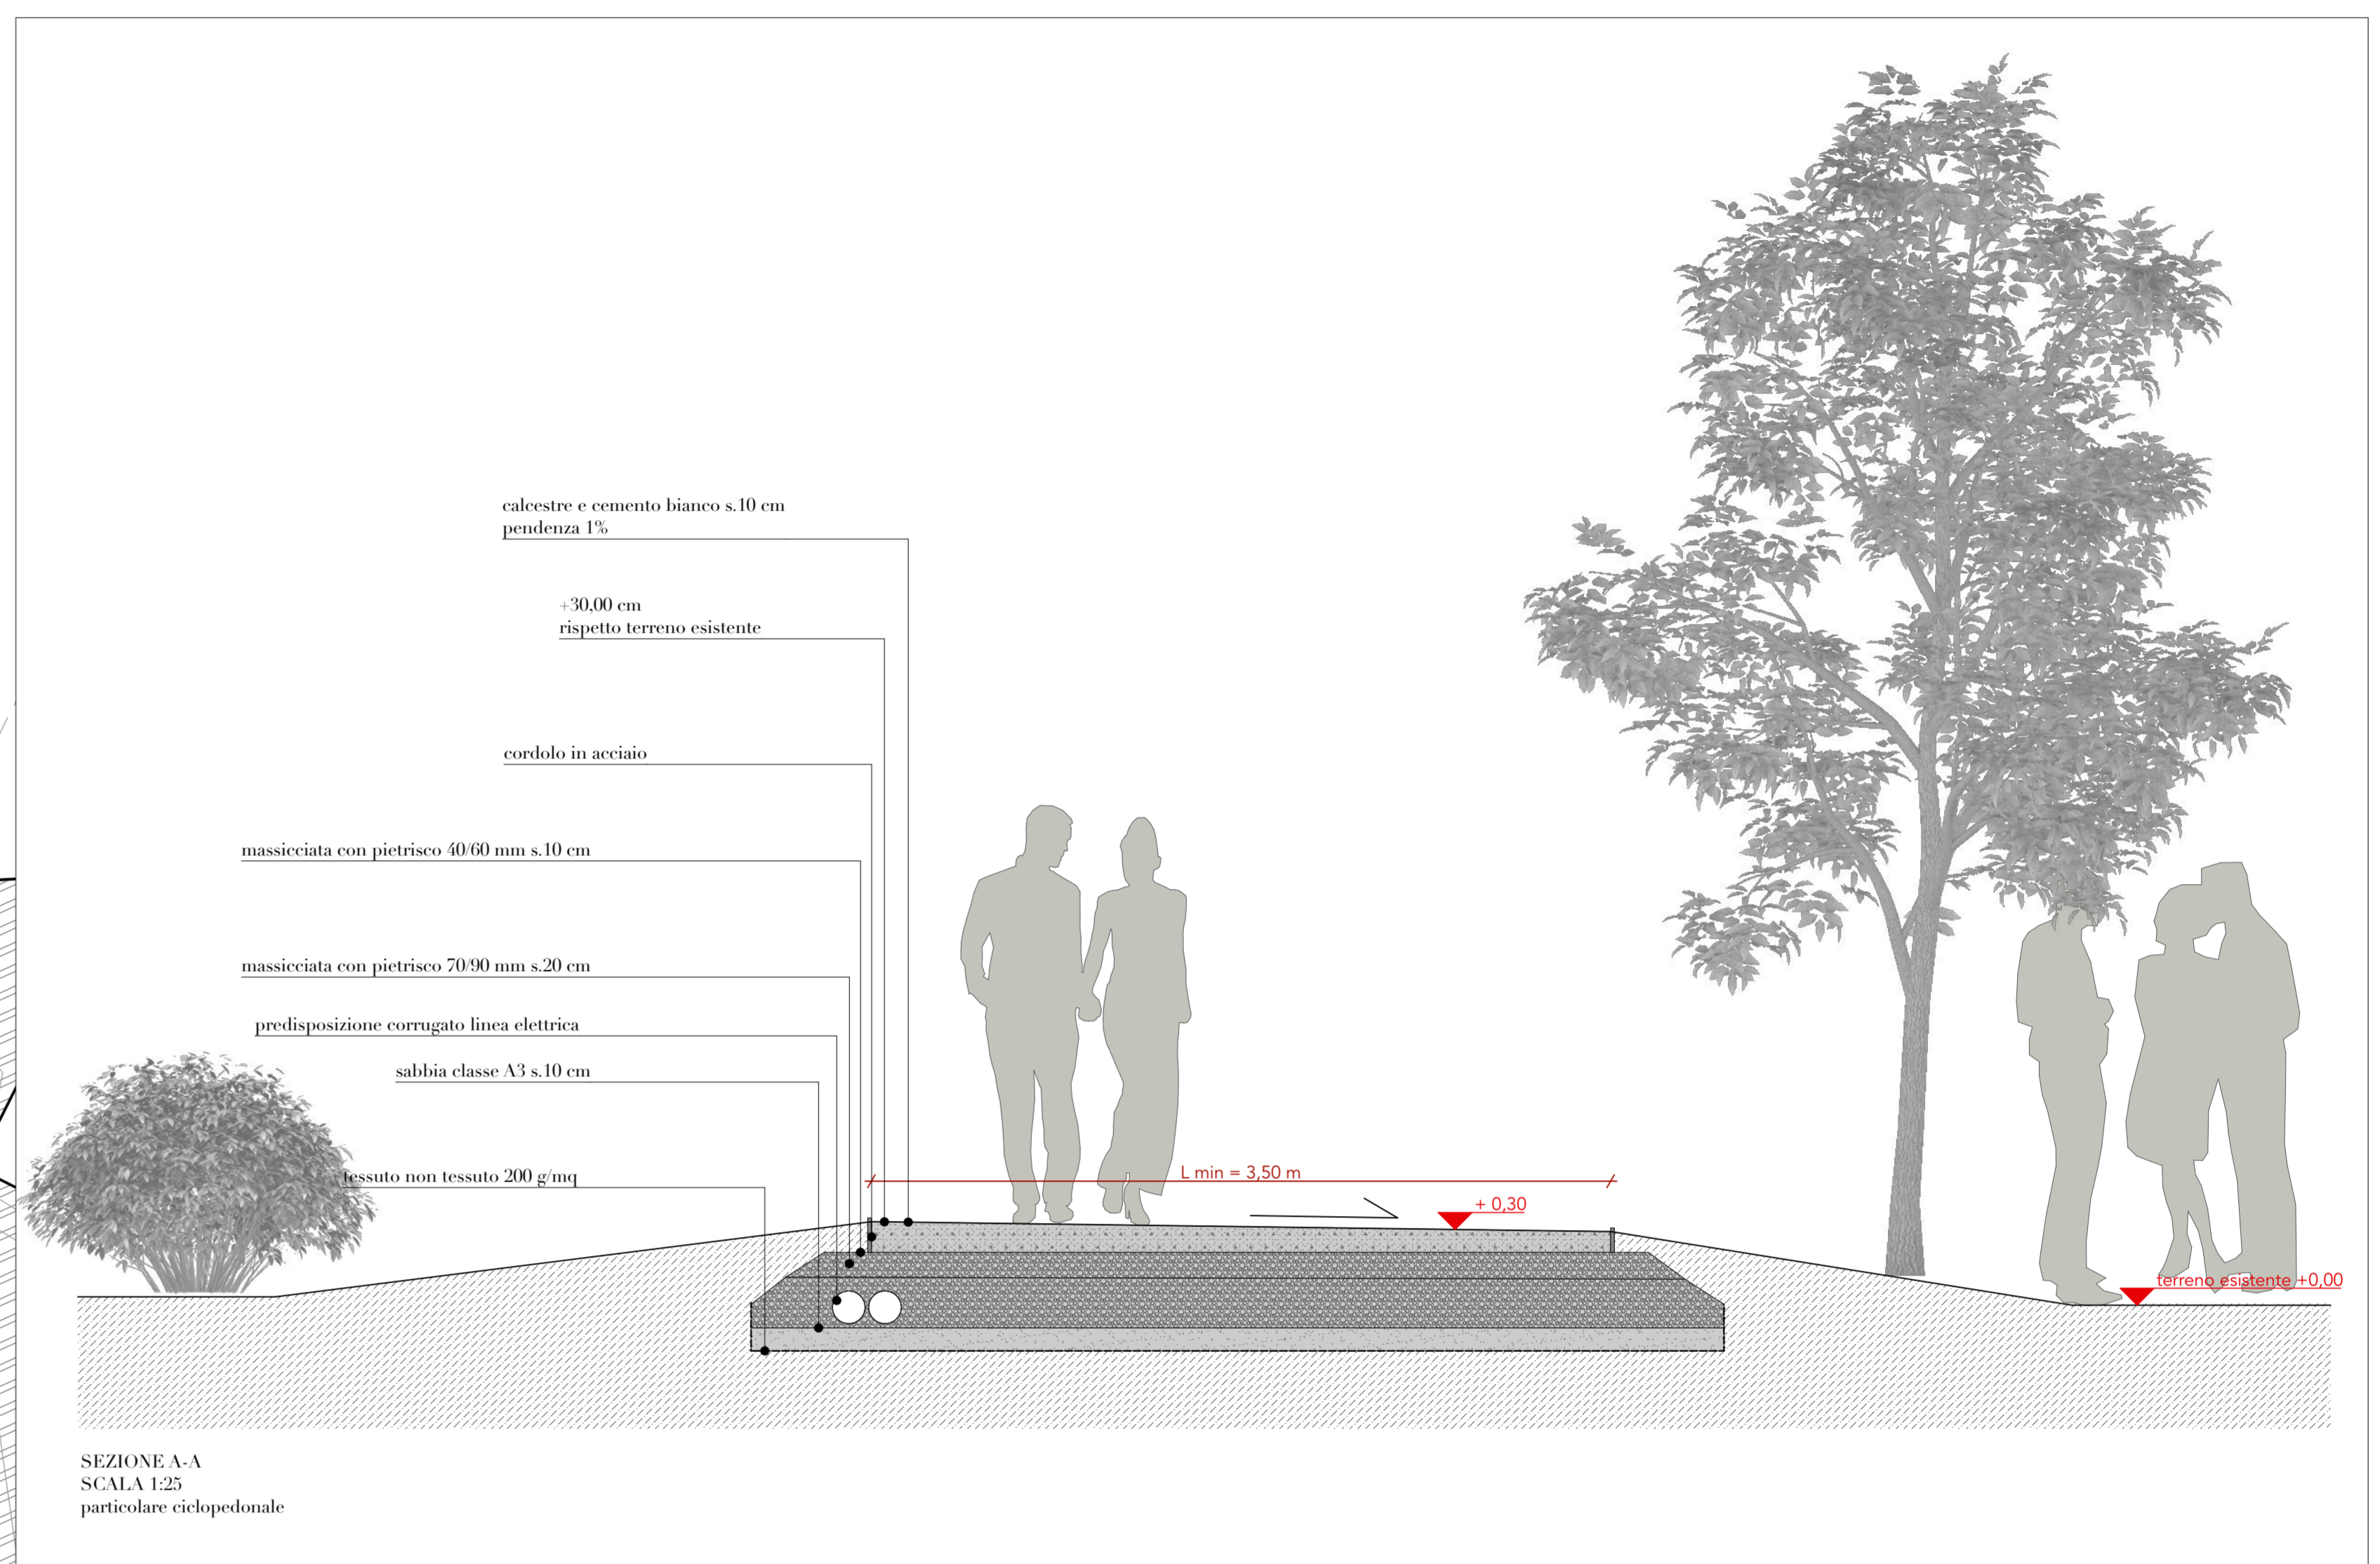 calcestre e cemento bianco s.10 cm
pendenza 1%
+30,00 cm
rispetto terreno esistente
cordolo in acciaio
massicciata con pietrisco 40/60 mm s.10 cm
massicciata con pietrisco 70/90 mm s.20 cm
predisposizione corrugato linea elettrica
sabbia classe A3 s.10 cm
tessuto non tessuto 200 g/mq
L min = 3,50 m
+ 0,30
terreno esistente +0,00
SEZIONE A-A
SCALA 1:25
particolare ciclopedonale